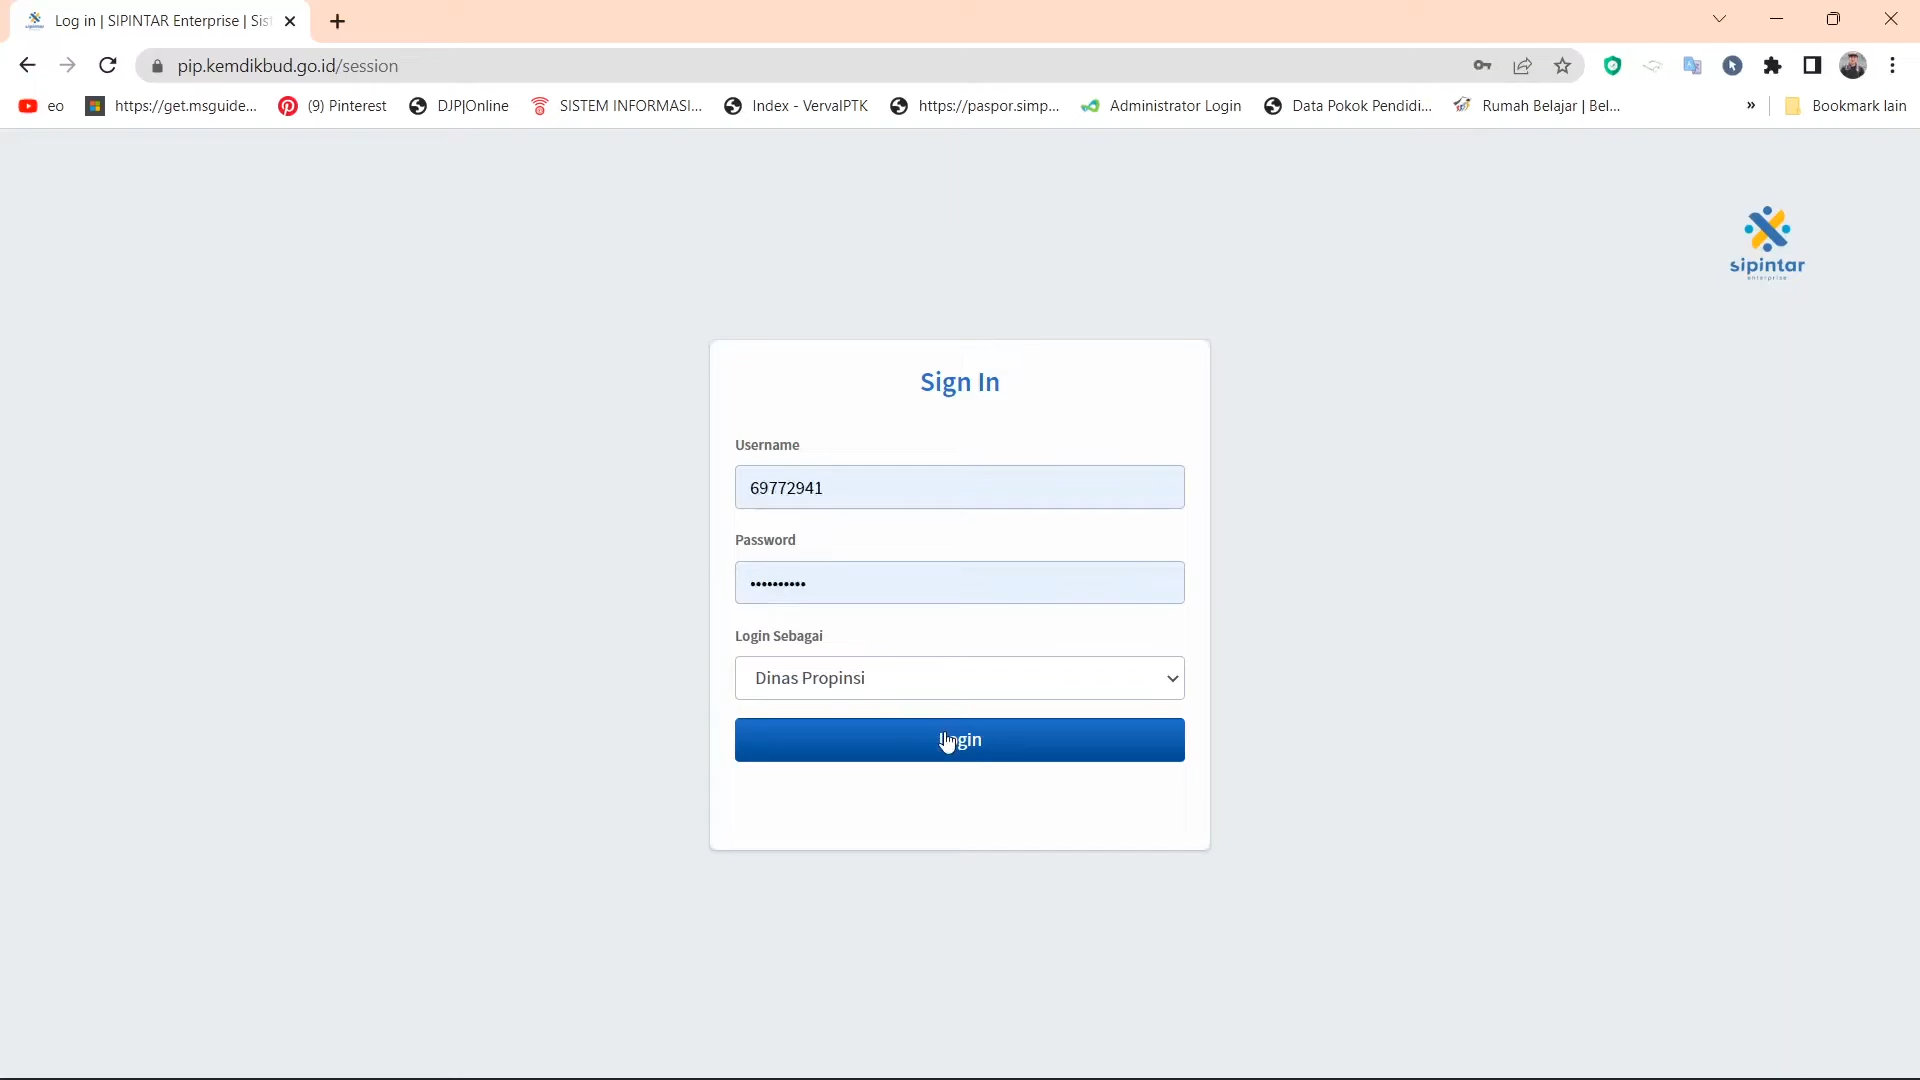 Log in | SIPINTAR Enterprise | Sis
pip.kemdikbud.go.id/session
eo
https://get.msguide...
(9) Pinterest
DJP|Online
SISTEM INFORMASI...
Index - VervalPTK
https://paspor.simp...
Administrator Login
Data Pokok Pendidi...
Rumah Belajar | Bel...
»
Bookmark lain
sipintar
enterprise
Sign In
Username
69772941
Password
••••••••••
Login Sebagai
Dinas Propinsi
Login